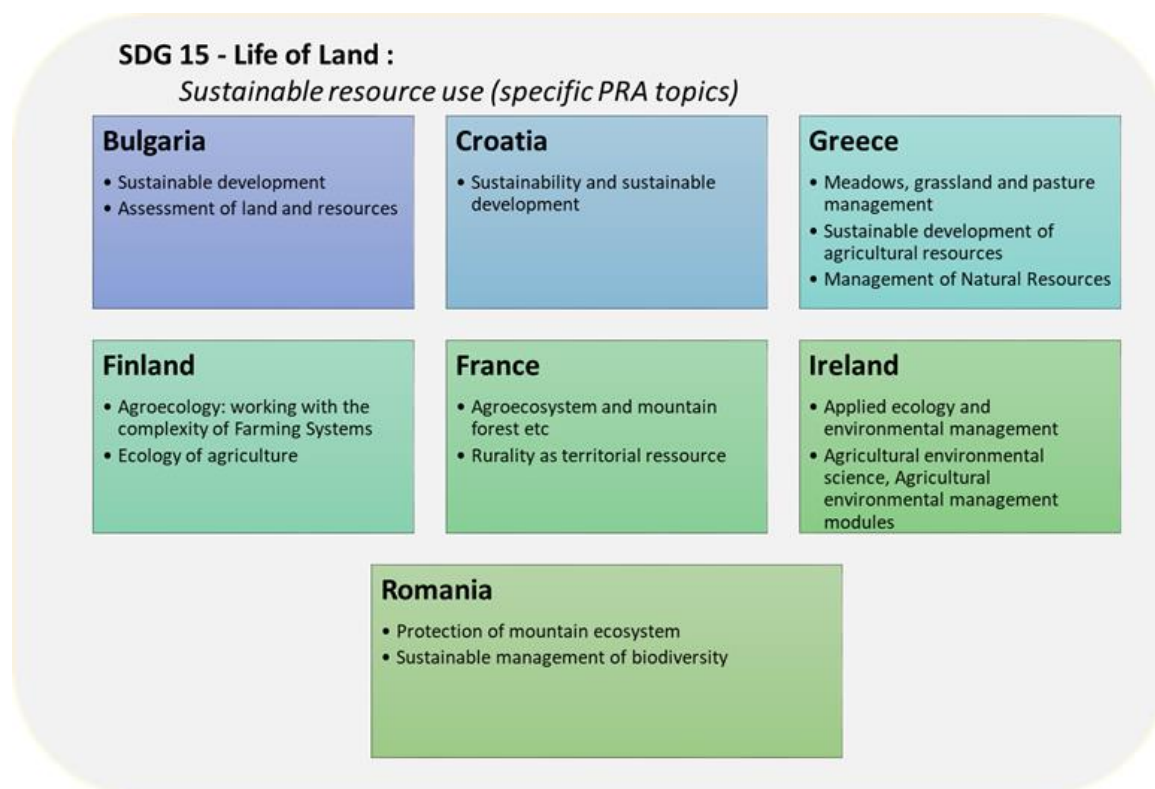 SDG 15 - Life of Land :
Sustainable resource use (specific PRA topics)
Bulgaria
• Sustainable development
• Assessment of land and resources
Croatia
• Sustainability and sustainable
development
Greece
• Meadows, grassland and pasture
management
• Sustainable development of
agricultural resources
• Management of Natural Resources
Finland
• Agroecology: working with the
complexity of Farming Systems
• Ecology of agriculture
France
• Agroecosystem and mountain
forest etc
• Rurality as territorial ressource
Ireland
• Applied ecology and
environmental management
• Agricultural environmental
science, Agricultural
environmental management
modules
Romania
• Protection of mountain ecosystem
• Sustainable management of biodiversity